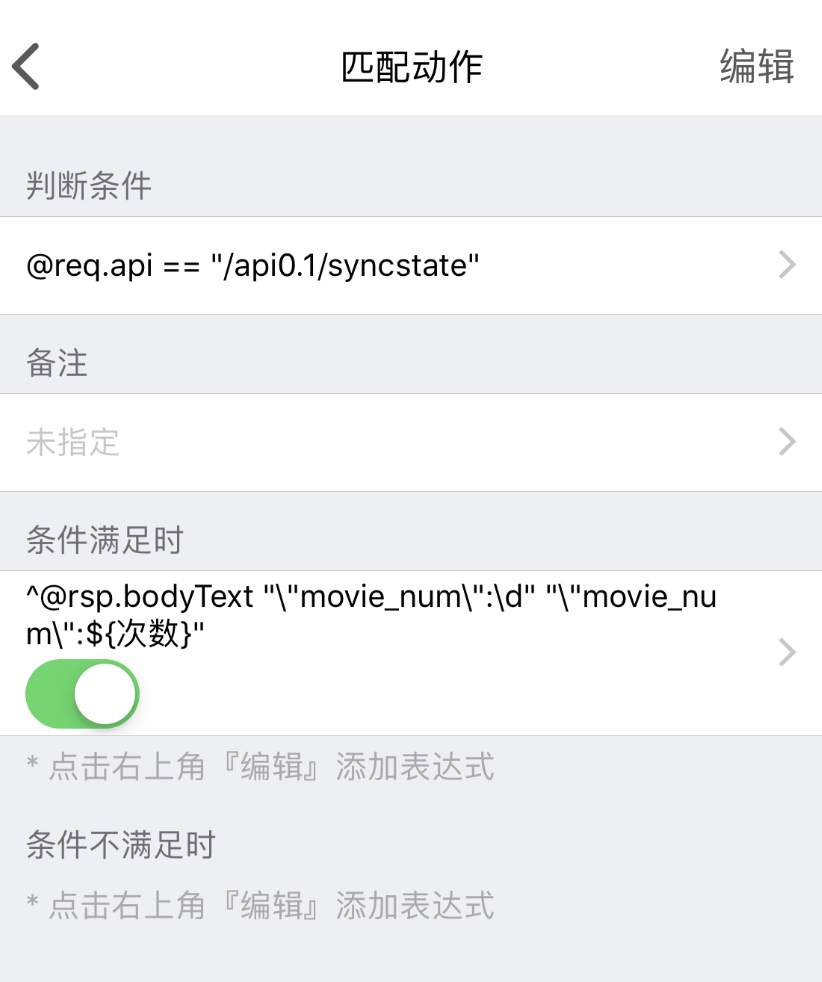 匹配动作
编辑
判断条件
@req.api == "/api0.1/syncstate"
备注
未指定
条件满足时
^@rsp.bodyText "\"movie_num\":\d" "\"movie_nu
m\":${次数}"
* 点击右上角『编辑』添加表达式
条件不满足时
* 点击右上角『编辑』添加表达式